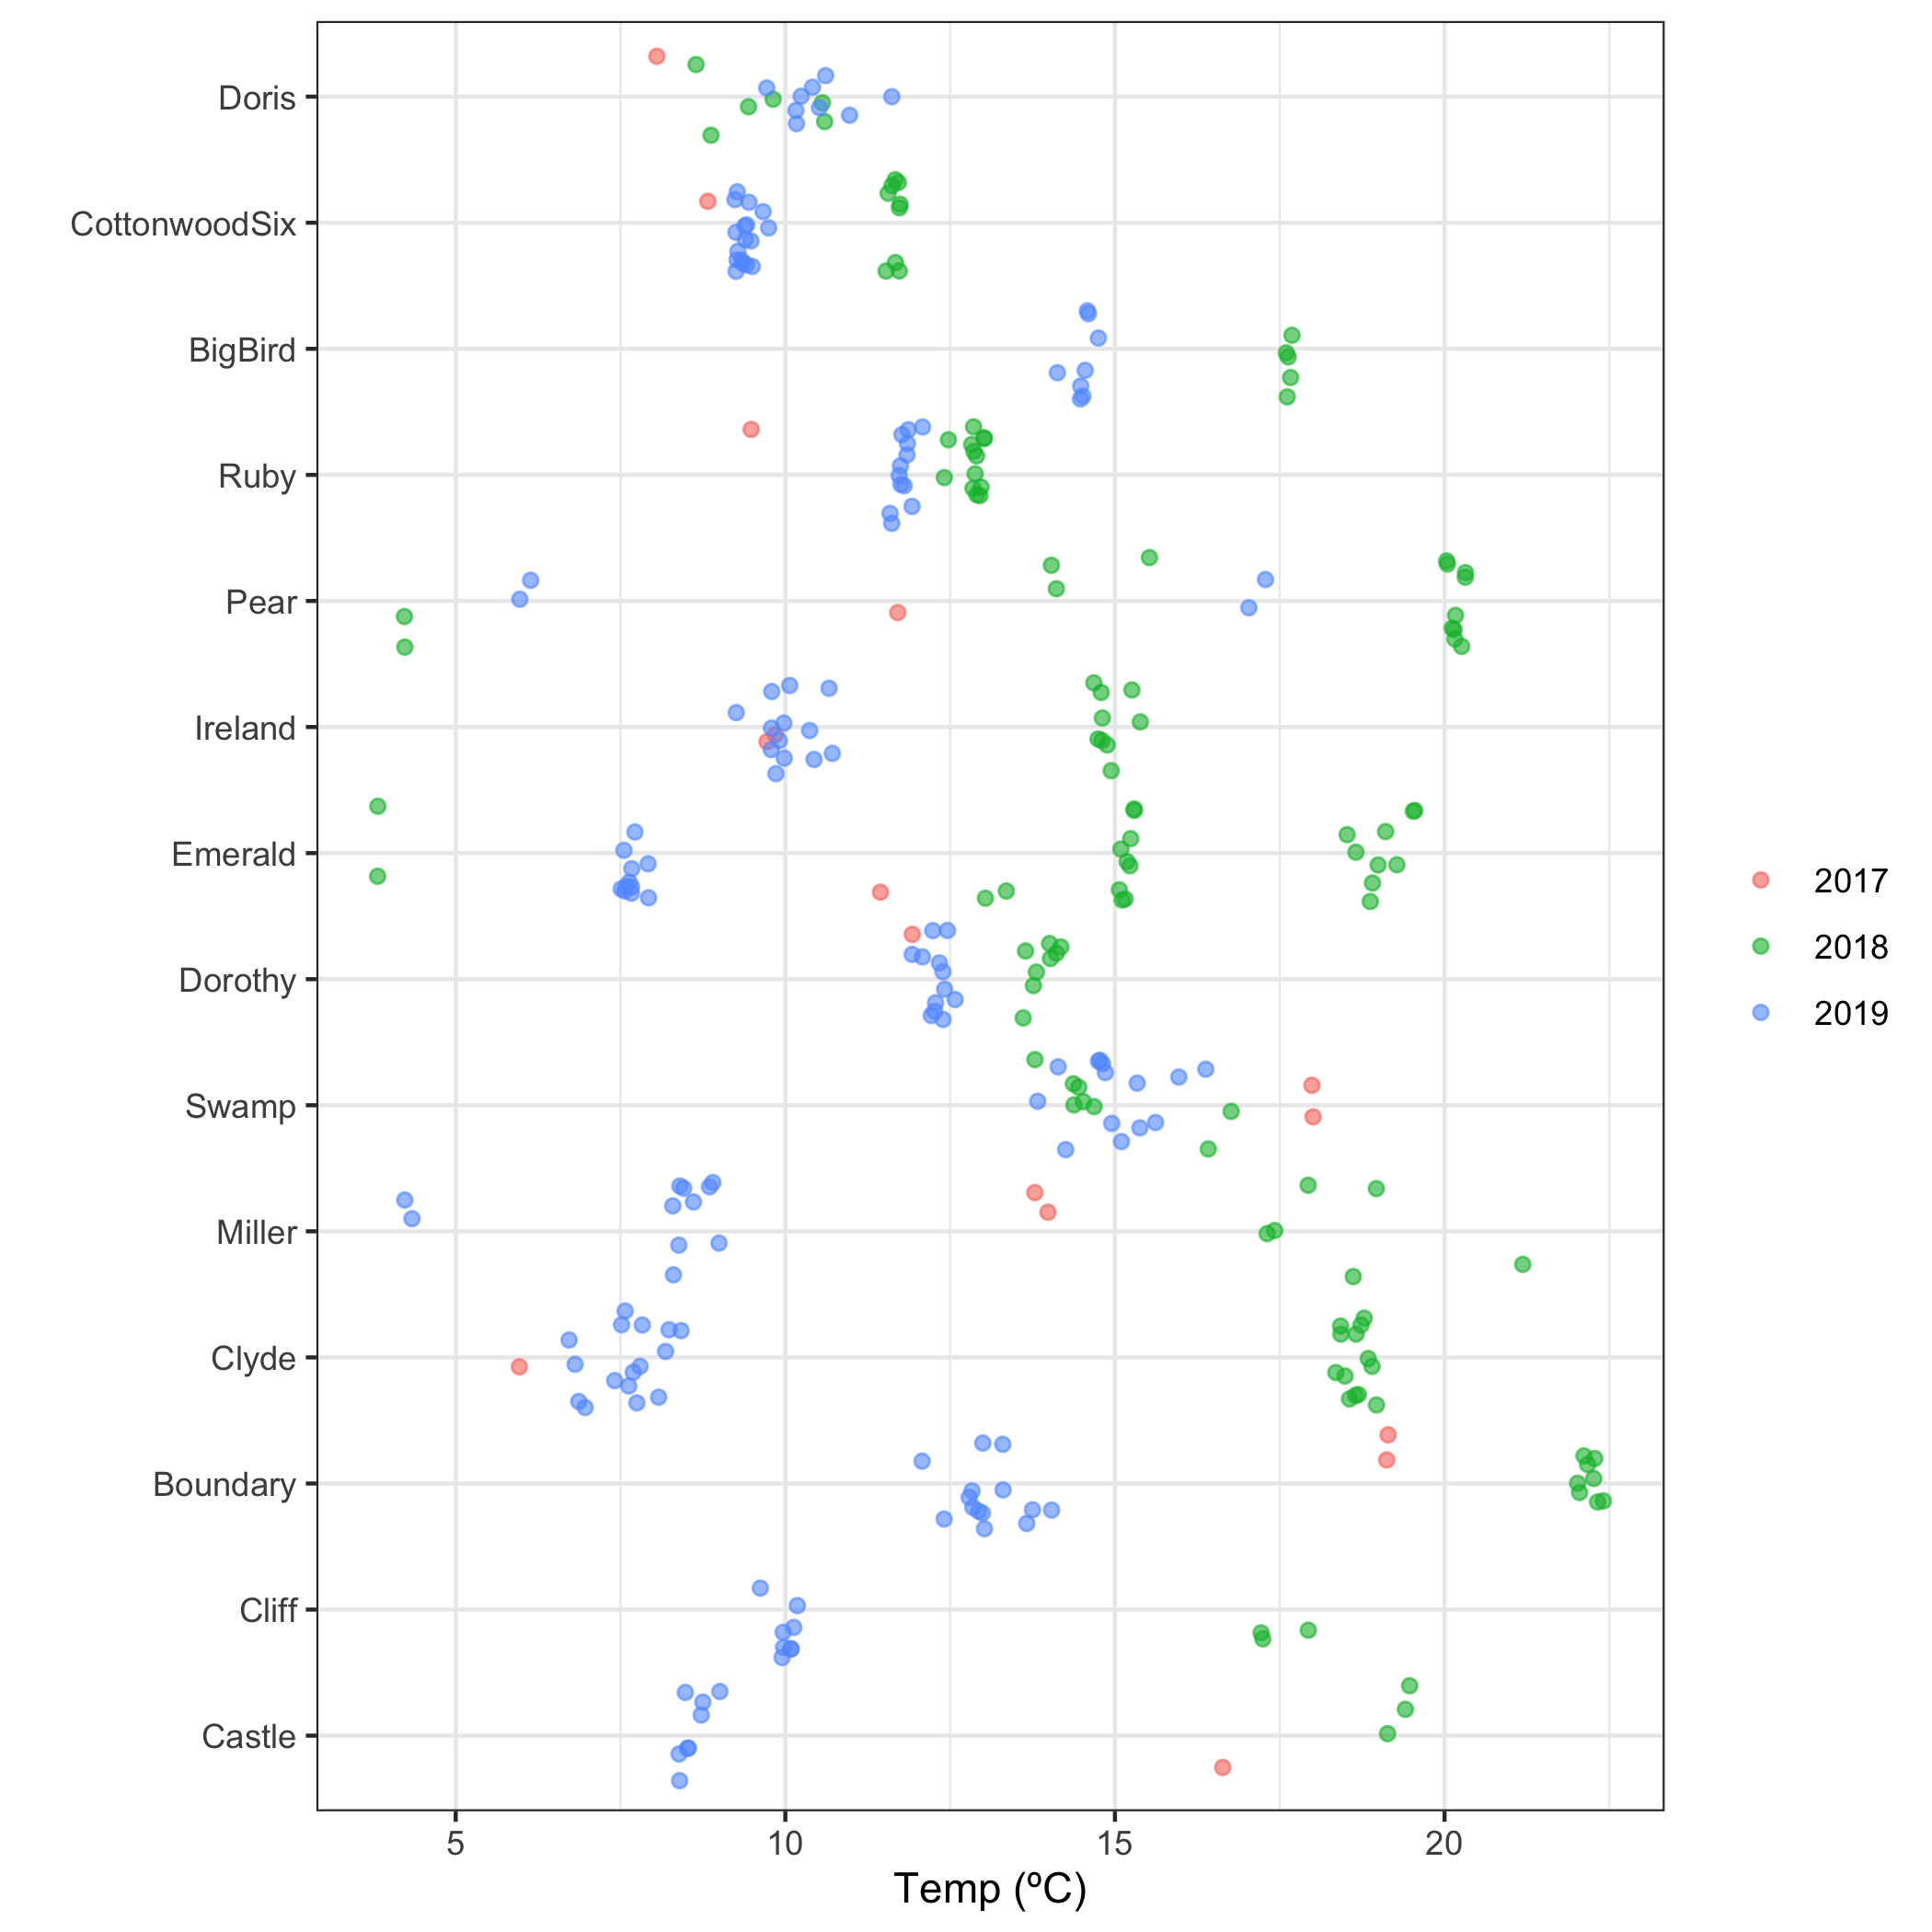 Doris
CottonwoodSix
BigBird
Ruby
Pear
Ireland
Emerald
Dorothy
Swamp
Miller
Clyde
Boundary
Cliff
Castle
5 10 15 20
Temp (ºC)
2017
2018
2019